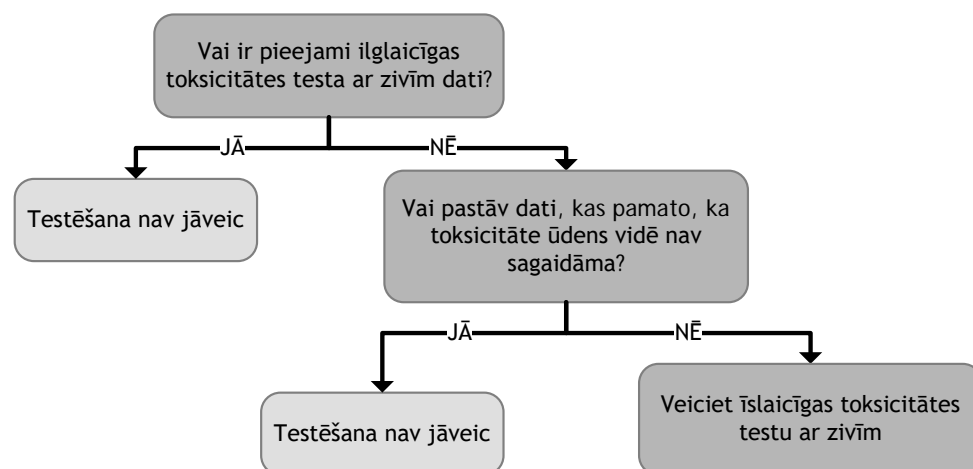 Vai ir pieejami ilglaicīgas
toksicitātes testa ar zivīm dati?
JĀ
NĒ
Testēšana nav jāveic
Vai pastāv dati, kas pamato, ka
toksicitāte ūdens vidē nav
sagaidāma?
JĀ
NĒ
Testēšana nav jāveic
Veiciet īslaicīgas toksicitātes
testu ar zivīm